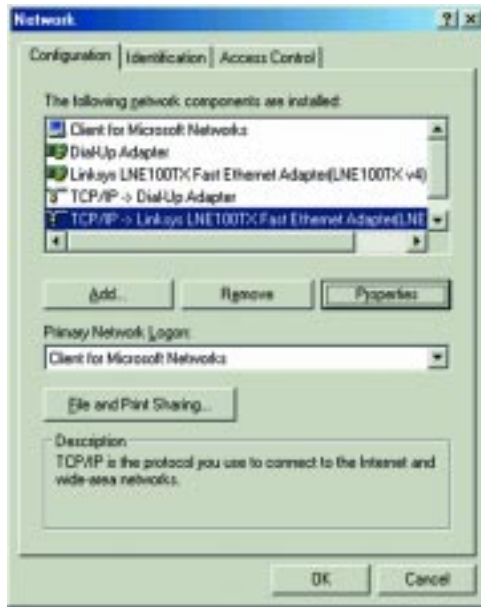 Network
Configuration Identification Access Control
The following network components are installed:
Client for Microsoft Networks
Dial-Up Adapter
Linksys LNE100TX Fast Ethernet Adapter(LNE100TX v4)
TCP/IP -> Dial-Up Adapter
TCP/IP -> Linksys LNE100TX Fast Ethernet Adapter(LNE
Add... Remove Properties
Primary Network Logon:
Client for Microsoft Networks
File and Print Sharing...
Description
TCP/IP is the protocol you use to connect to the Internet and
wide-area networks.
OK Cancel